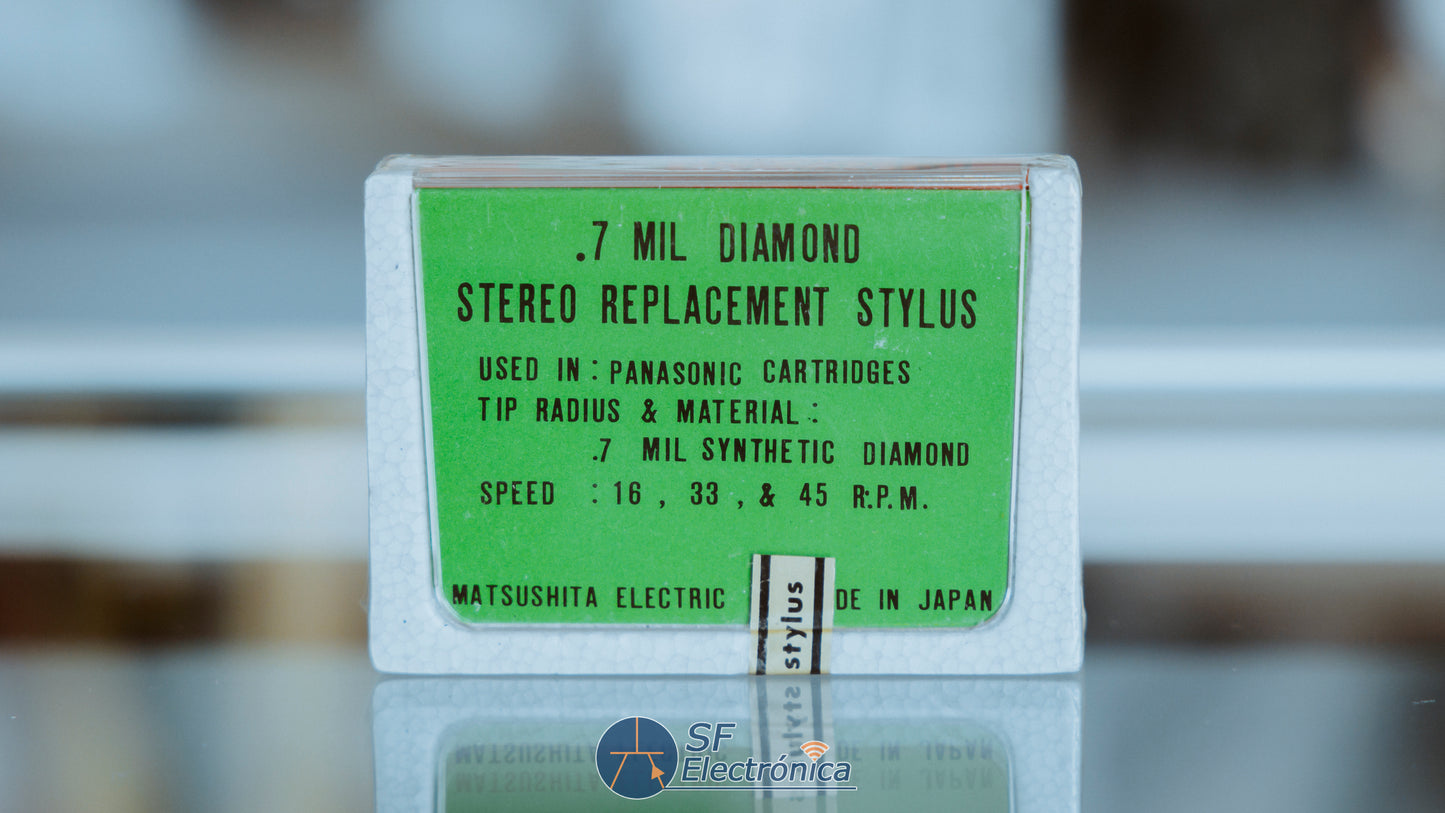 .7 MIL DIAMOND
STEREO REPLACEMENT STYLUS
USED IN : PANASONIC CARTRIDGES
TIP RADIUS & MATERIAL :
.7 MIL SYNTHETIC DIAMOND
SPEED : 16 , 33 , & 45 R.P.M.
MATSUSHITA ELECTRIC DE IN JAPAN
stylus
SF
Electrónica